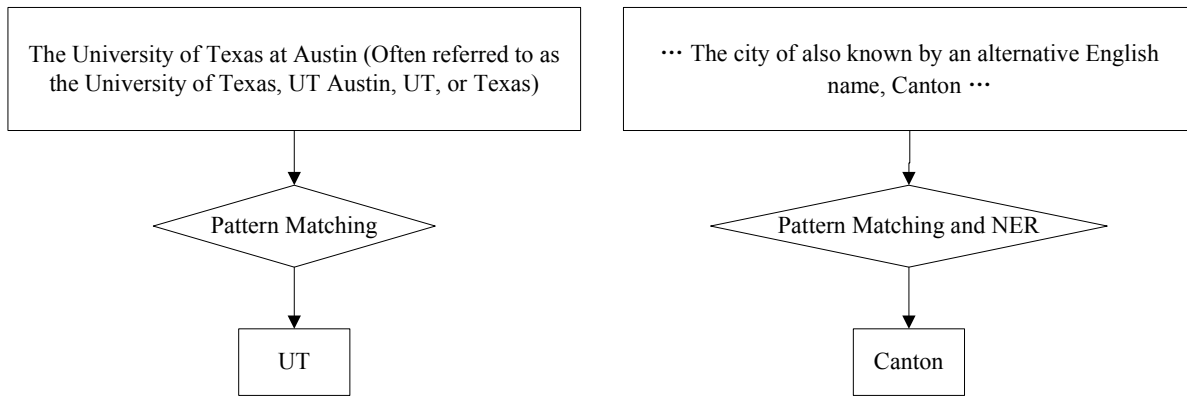 The University of Texas at Austin (Often referred to as
the University of Texas, UT Austin, UT, or Texas)
Pattern Matching
UT
⋯ The city of also known by an alternative English
name, Canton ⋯
Pattern Matching and NER
Canton